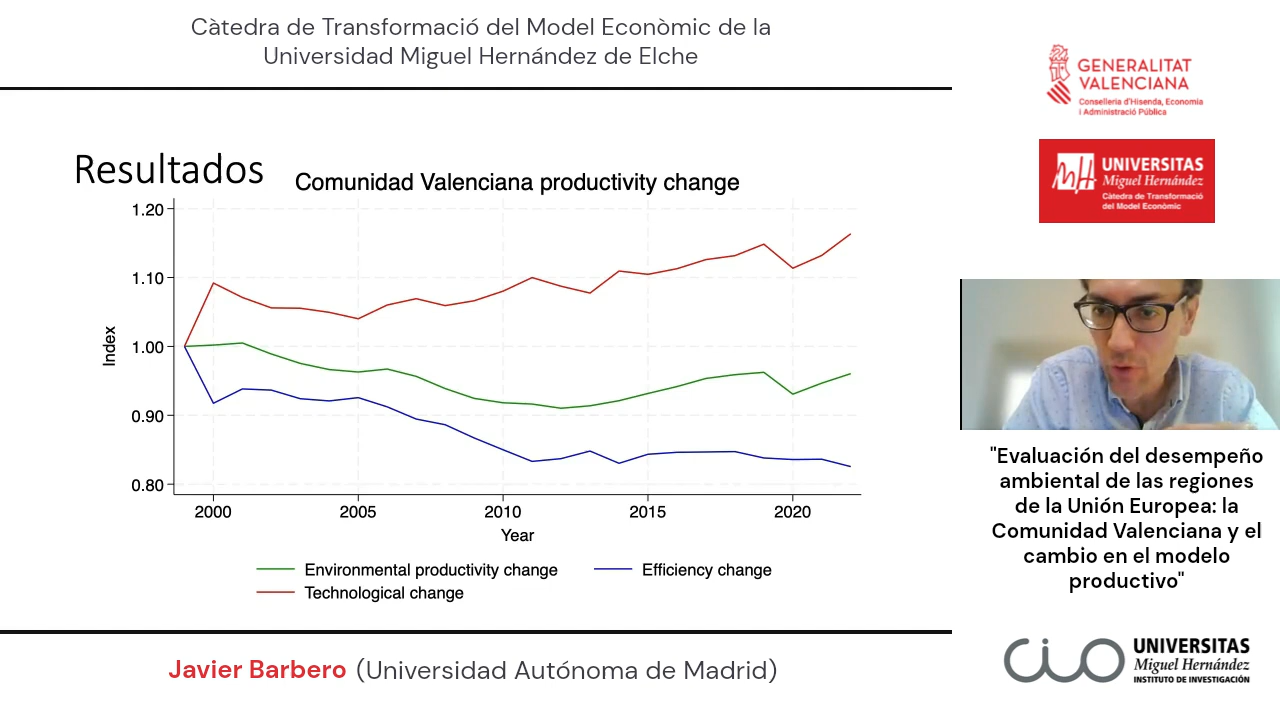 Càtedra de Transformació del Model Econòmic de la
Universidad Miguel Hernández de Elche
GENERALITAT
VALENCIANA
Conselleria d'Hisenda, Economia
i Administració Pública
UNIVERSITAS
Miguel Hernández
Càtedra de Transformació
del Model Econòmic
Resultados
Comunidad Valenciana productivity change
1.20
1.10
1.00
0.90
0.80
Index
2000 2005 2010 2015 2020
Year
Environmental productivity change
Efficiency change
Technological change
"Evaluación del desempeño
ambiental de las regiones
de la Unión Europea: la
Comunidad Valenciana y el
cambio en el modelo
productivo"
Javier Barbero (Universidad Autónoma de Madrid)
cio
UNIVERSITAS
Miguel Hernández
INSTITUTO DE INVESTIGACIÓN